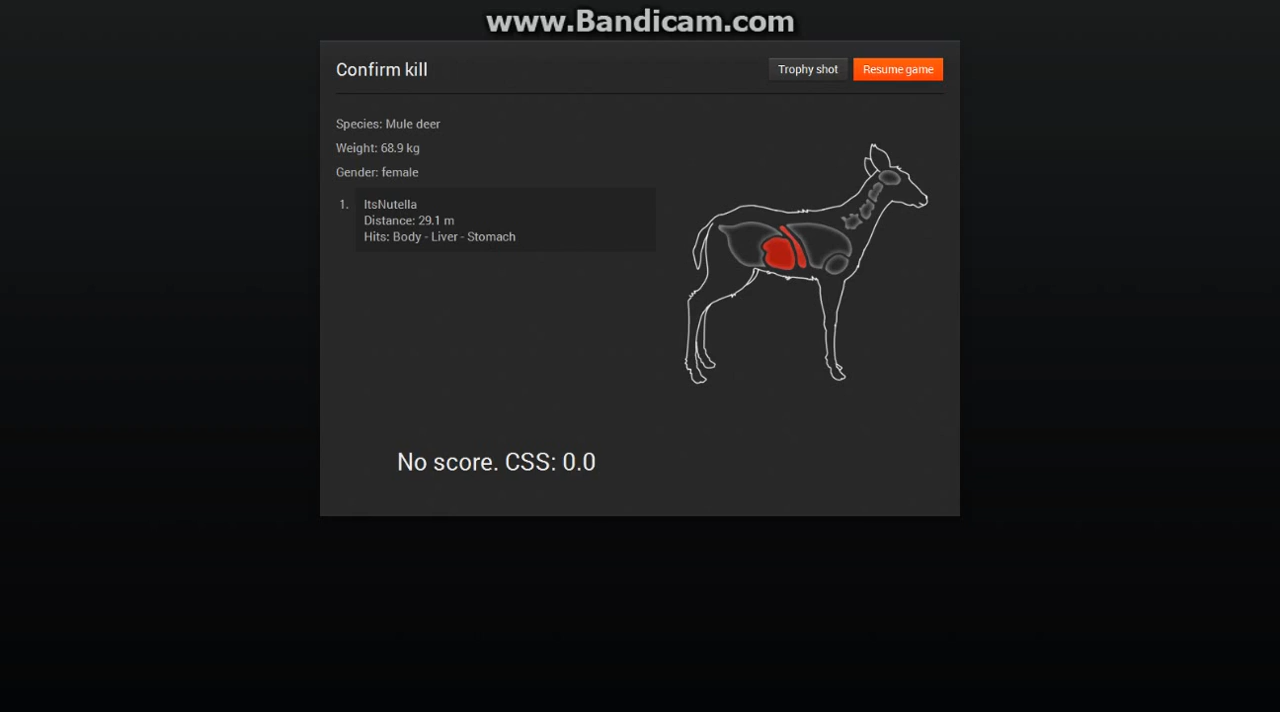 www.Bandicam.com
Confirm kill
Trophy shot
Resume game
Species: Mule deer
Weight: 68.9 kg
Gender: female
1.
ItsNutella
Distance: 29.1 m
Hits: Body - Liver - Stomach
No score. CSS: 0.0